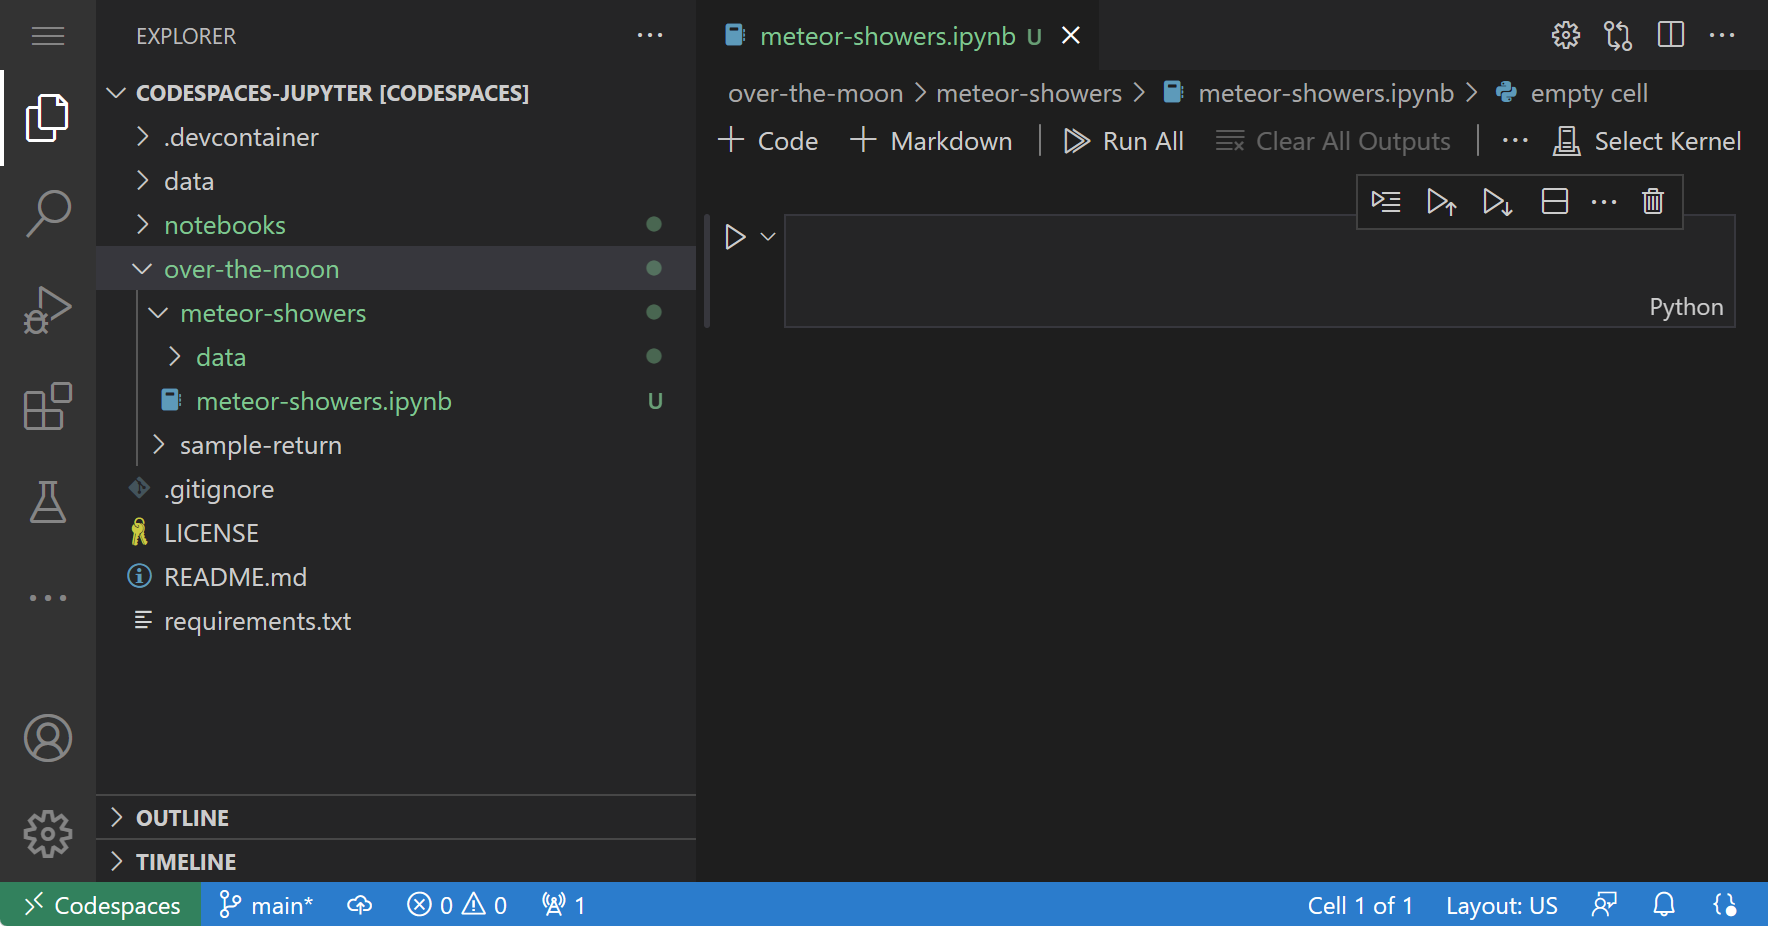 EXPLORER
CODESPACES-JUPYTER [CODESPACES]
.devcontainer
data
notebooks
over-the-moon
meteor-showers
data
meteor-showers.ipynb U
sample-return
.gitignore
LICENSE
README.md
requirements.txt
OUTLINE
TIMELINE
meteor-showers.ipynb U
over-the-moon meteor-showers meteor-showers.ipynb empty cell
Code Markdown Run All Clear All Outputs Select Kernel
Python
Codespaces main* 0 0 1 Cell 1 of 1 Layout: US